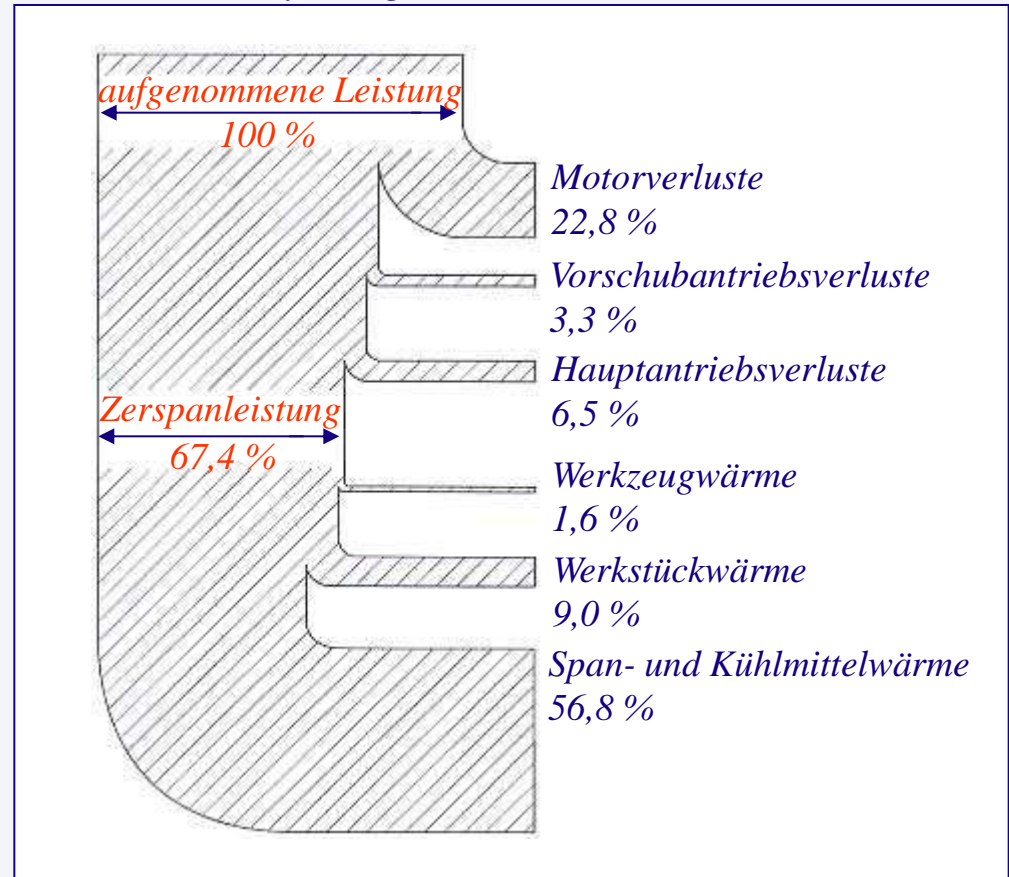 aufgenommene Leistung
100 %
Motorverluste
22,8 %
Vorschubantriebsverluste
3,3 %
Hauptantriebsverluste
6,5 %
Zerspanleistung
67,4 %
Werkzeugwärme
1,6 %
Werkstückwärme
9,0 %
Span- und Kühlmittelwärme
56,8 %